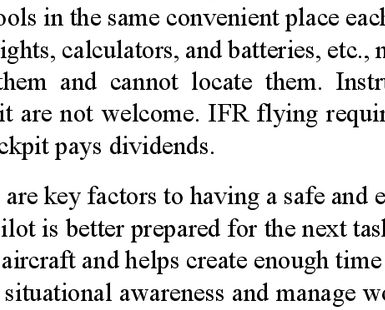 ools in the same convenient place each
ights, calculators, and batteries, etc., n
them and cannot locate them. Instru
it are not welcome. IFR flying requir
ckpit pays dividends.
are key factors to having a safe and e
ilot is better prepared for the next task
aircraft and helps create enough time
situational awareness and manage wo